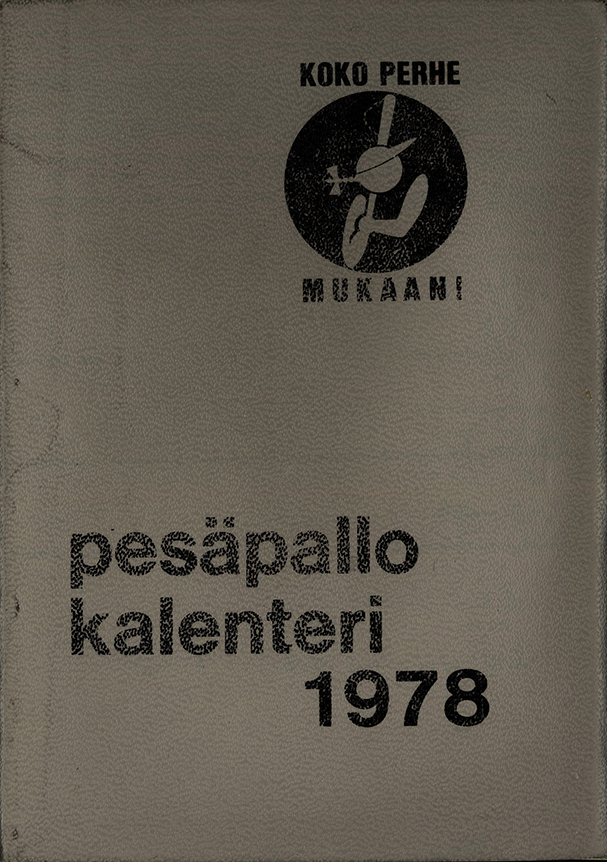 KOKO PERHE
MUKAAN!
pesäpallo
kalenteri
1978